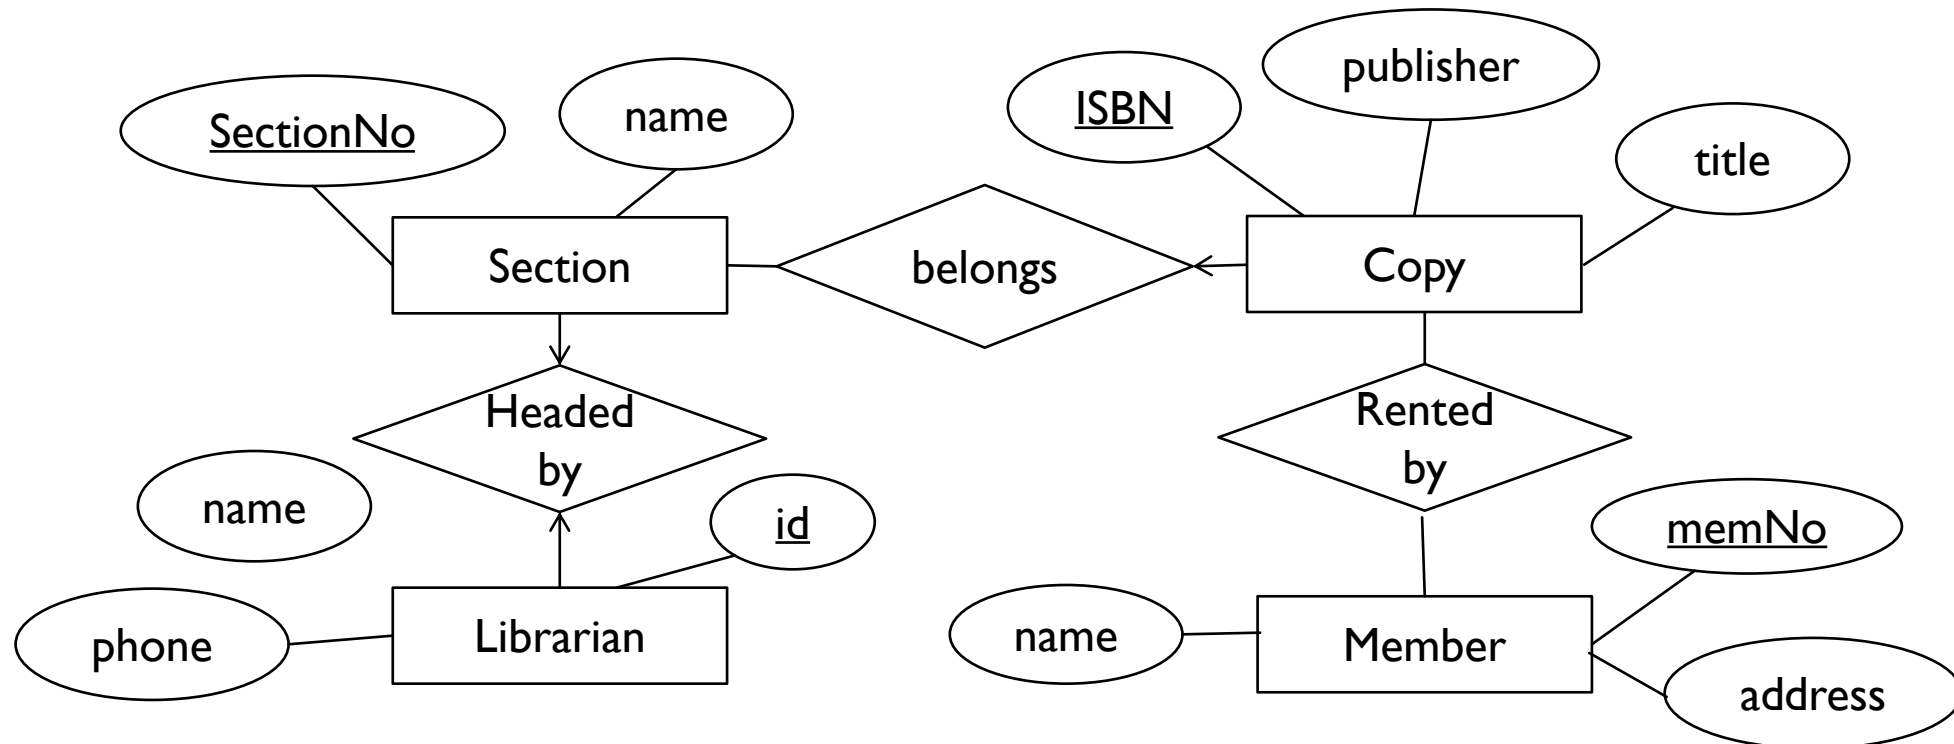 publisher
ISBN
name
SectionNo
title
Section
belongs
Copy
Headed
by
Rented
by
name
id
memNo
phone
Librarian
name
Member
address